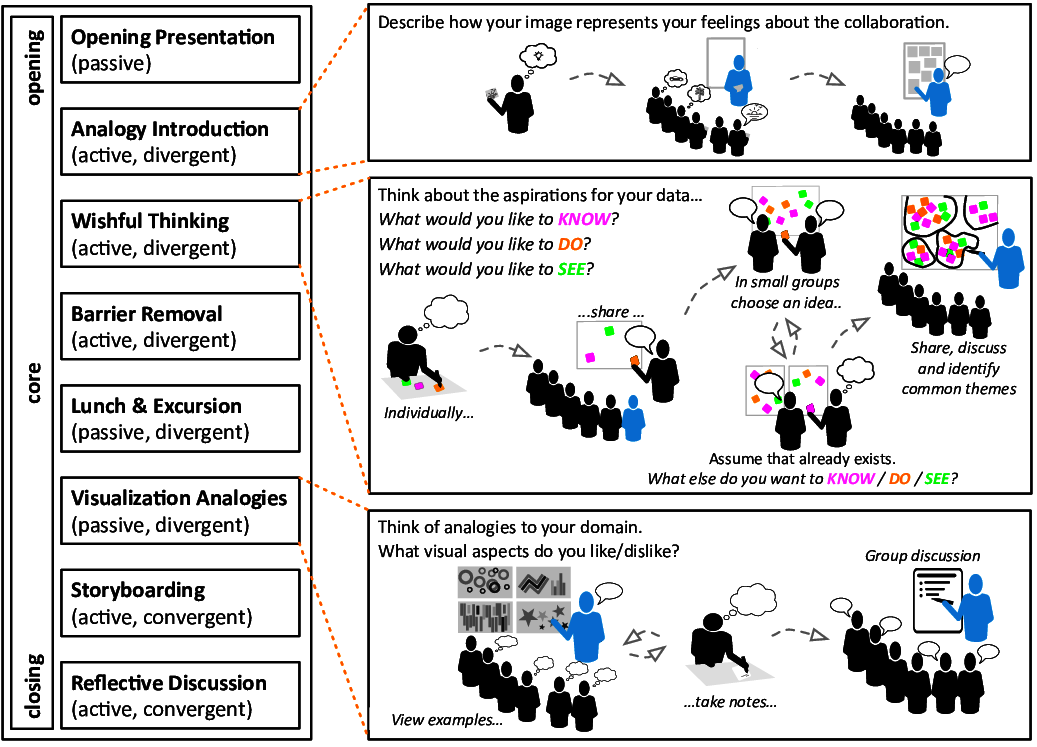 opening
core
closing
Opening Presentation
(passive)
Analogy Introduction
(active, divergent)
Wishful Thinking
(active, divergent)
Barrier Removal
(active, divergent)
Lunch & Excursion
(passive, divergent)
Visualization Analogies
(passive, divergent)
Storyboarding
(active, convergent)
Reflective Discussion
(active, convergent)
Describe how your image represents your feelings about the collaboration.
Think about the aspirations for your data...
What would you like to KNOW?
What would you like to DO?
What would you like to SEE?
Individually...
...share ...
In small groups
choose an idea..
Assume that already exists.
What else do you want to KNOW / DO / SEE?
Share, discuss
and identify
common themes
Think of analogies to your domain.
What visual aspects do you like/dislike?
View examples...
...take notes...
Group discussion